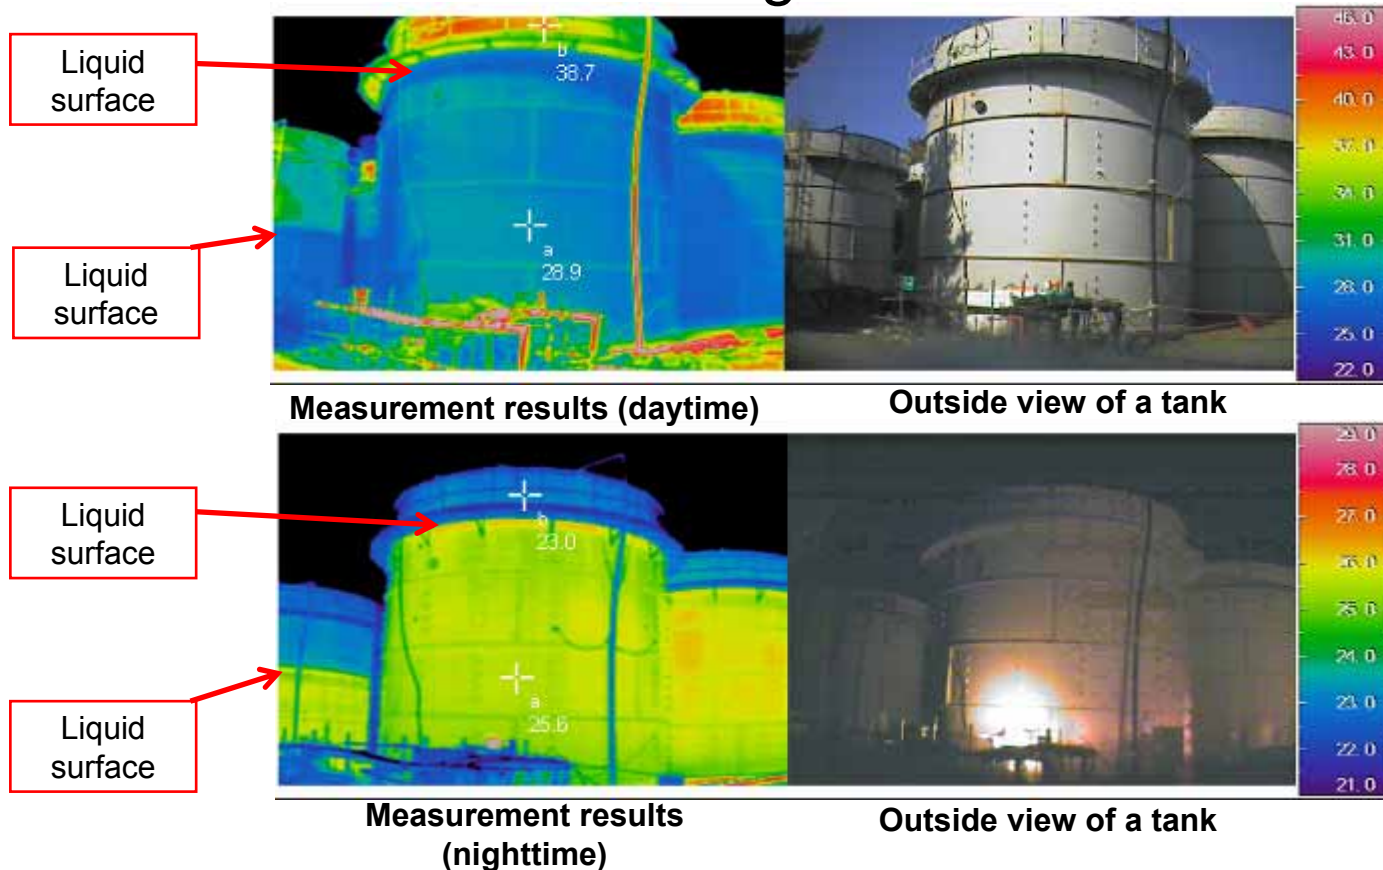 Liquid
surface
b
38.7
a
28.9
Liquid
surface
46.0
43.0
40.0
37.0
34.0
31.0
28.0
25.0
22.0
Measurement results (daytime)
Outside view of a tank
Liquid
surface
b
23.0
a
25.6
Liquid
surface
29.0
28.0
27.0
26.0
25.0
24.0
23.0
22.0
21.0
Measurement results
(nighttime)
Outside view of a tank